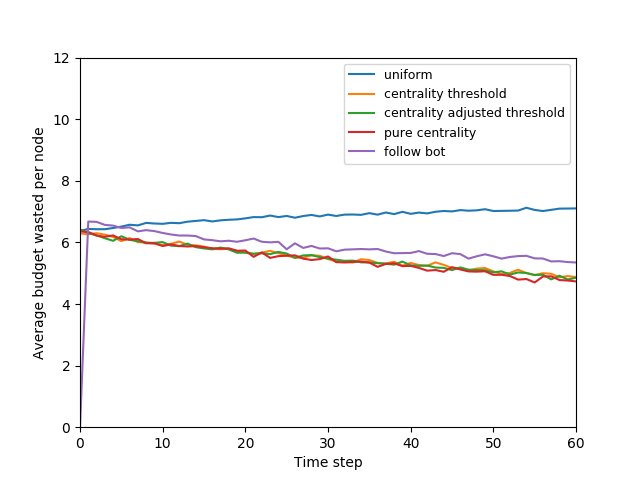 12
10
8
6
4
2
0
Average budget wasted per node
uniform
centrality threshold
centrality adjusted threshold
pure centrality
follow bot
0 10 20 30 40 50 60
Time step